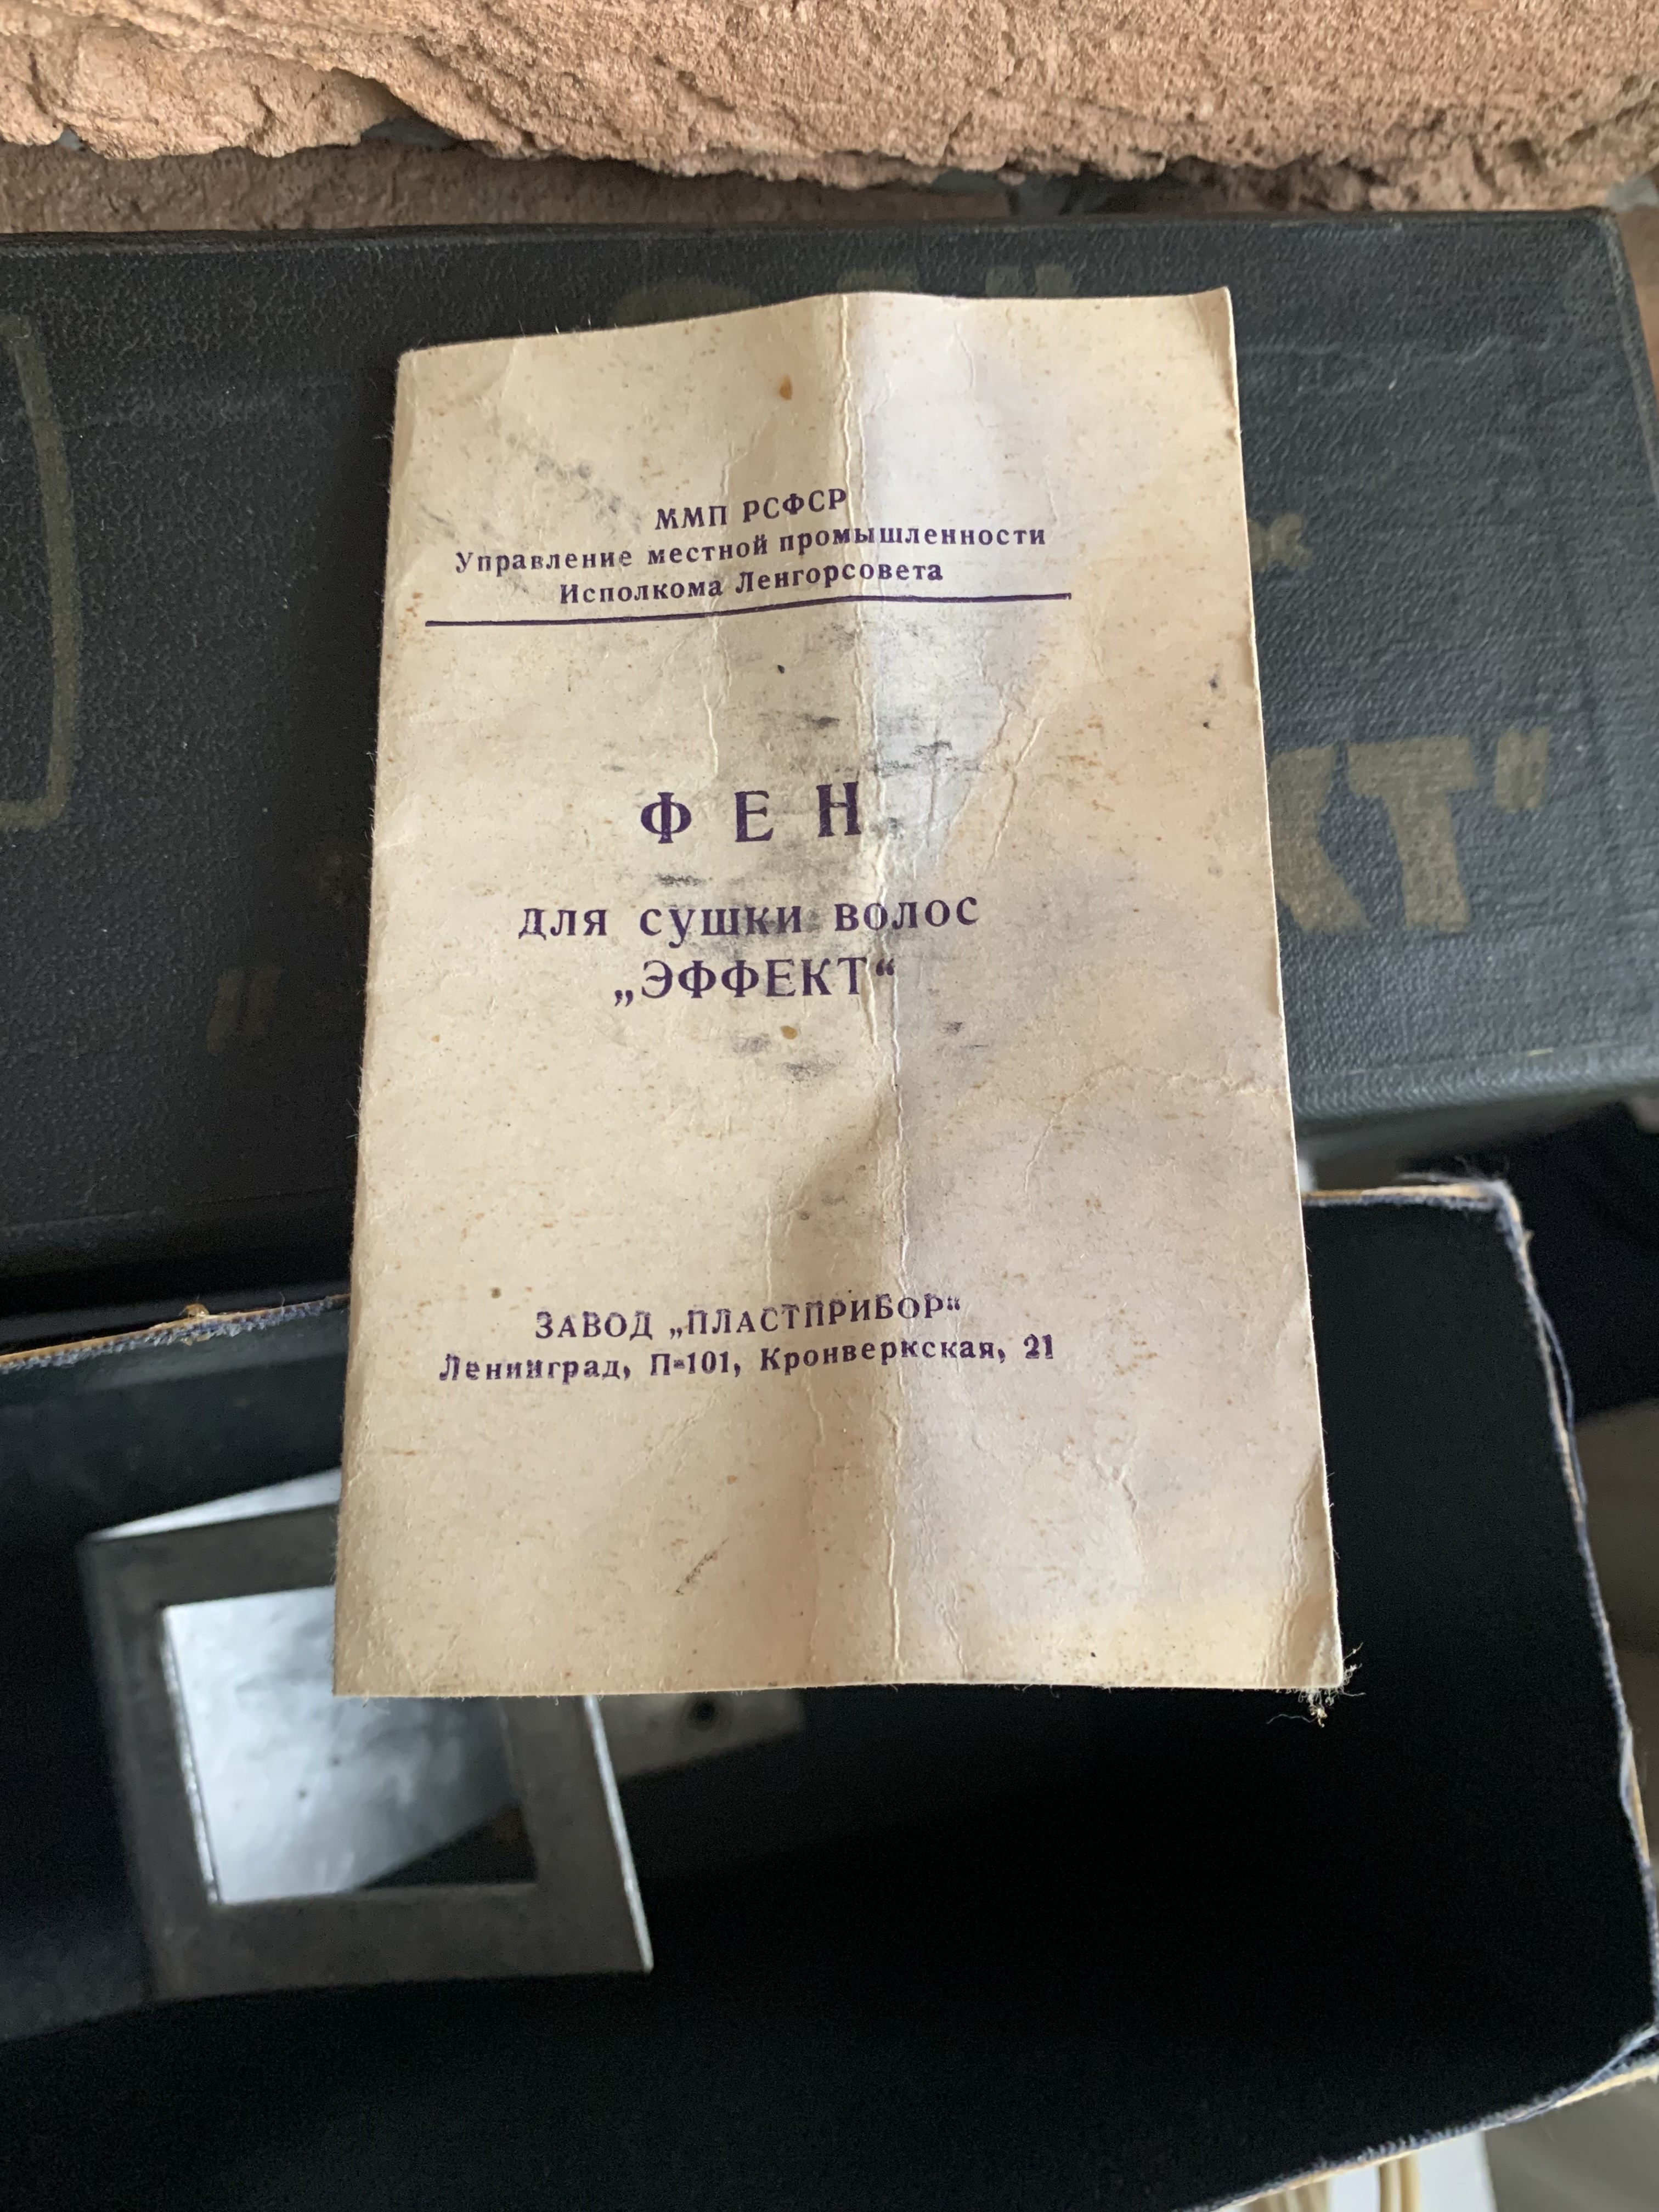 ММП РСФСР
Управление местной промышленности
Исполкома Ленгорсовета
ФЕН
для сушки волос
„ЭФФЕКТ“
ЗАВОД „ПЛАСТПРИБОР“
Ленинград, П-101, Кронверкская, 21